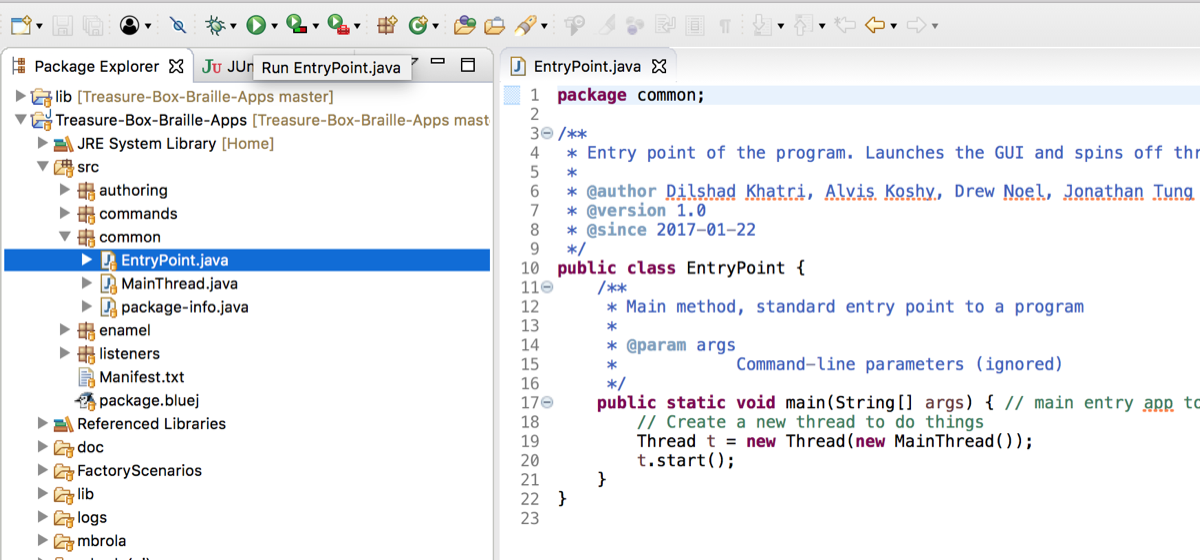 Package Explorer
Ju JUn
Run EntryPoint.java
lib [Treasure-Box-Braille-Apps master]
Treasure-Box-Braille-Apps [Treasure-Box-Braille-Apps mast
JRE System Library [Home]
src
authoring
commands
common
EntryPoint.java
MainThread.java
package-info.java
enamel
listeners
Manifest.txt
package.bluej
Referenced Libraries
doc
FactoryScenarios
lib
logs
mbrola
EntryPoint.java
1 package common;
2
3 /**
4 * Entry point of the program. Launches the GUI and spins off thr
5 *
6 * @author Dilshad Khatri, Alvis Koshy, Drew Noel, Jonathan Tung
7 * @version 1.0
8 * @since 2017-01-22
9 */
10 public class EntryPoint {
11 /**
12 * Main method, standard entry point to a program
13 *
14 * @param args
15 * Command-line parameters (ignored)
16 */
17 public static void main(String[] args) { // main entry app to
18 // Create a new thread to do things
19 Thread t = new Thread(new MainThread());
20 t.start();
21 }
22 }
23